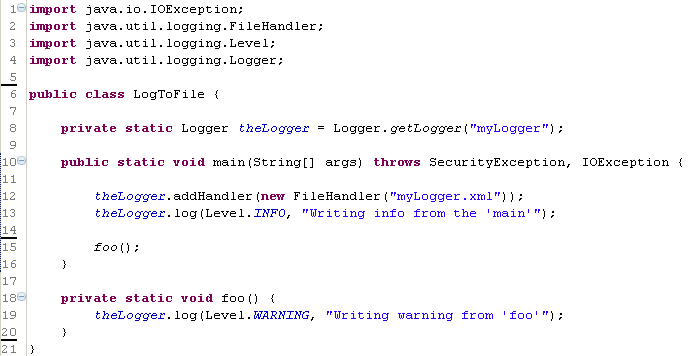 1 import java.io.IOException;
2 import java.util.logging.FileHandler;
3 import java.util.logging.Level;
4 import java.util.logging.Logger;
5
6 public class LogToFile {
7
8     private static Logger theLogger = Logger.getLogger("myLogger");
9
10     public static void main(String[] args) throws SecurityException, IOException {
11
12         theLogger.addHandler(new FileHandler("myLogger.xml"));
13         theLogger.log(Level.INFO, "Writing info from the 'main'");
14
15         foo();
16     }
17
18     private static void foo() {
19         theLogger.log(Level.WARNING, "Writing warning from 'foo'");
20     }
21 }